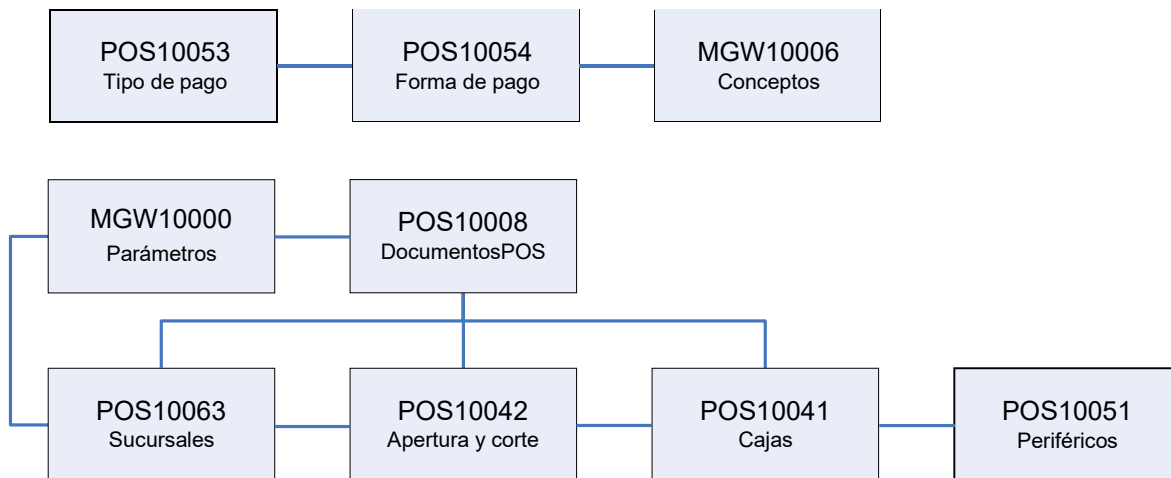 POS10053
Tipo de pago
POS10054
Forma de pago
MGW10006
Conceptos
MGW10000
Parámetros
POS10008
DocumentosPOS
POS10063
Sucursales
POS10042
Apertura y corte
POS10041
Cajas
POS10051
Periféricos